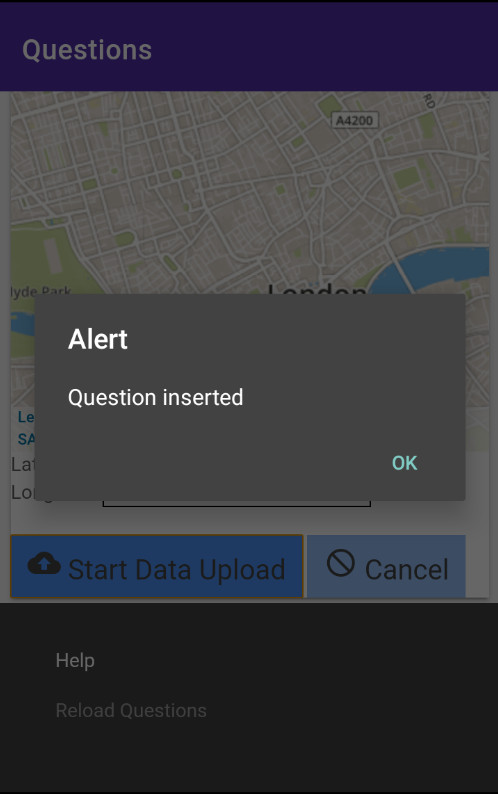 Questions
RD
A4200
lyde Park
London
Alert
Question inserted
Le
SA
OK
Lat
Long
Start Data Upload
Cancel
Help
Reload Questions